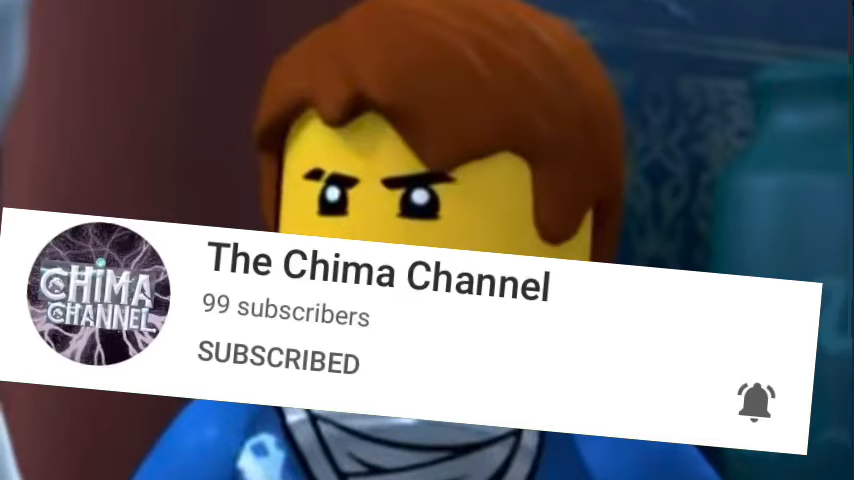 CHIMA
CHANNEL
The Chima Channel
99 subscribers
SUBSCRIBED